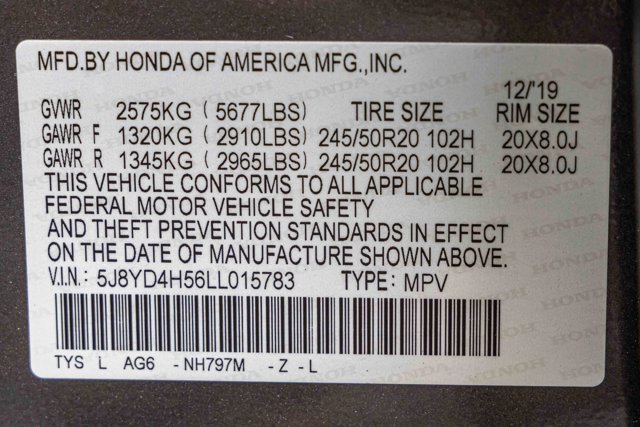 MFD.BY HONDA OF AMERICA MFG.,INC.
12/'19
GVWR 2575KG (5677LBS) TIRE SIZE RIM SIZE
GAWR F 1320KG (2910LBS) 245/50R20 102H 20X8.0J
GAWR R 1345KG (2965LBS) 245/50R20 102H 20X8.0J
THIS VEHICLE CONFORMS TO ALL APPLICABLE
FEDERAL MOTOR VEHICLE SAFETY
AND THEFT PREVENTION STANDARDS IN EFFECT
ON THE DATE OF MANUFACTURE SHOWN ABOVE.
V.I.N.: 5J8YD4H56LL015783 TYPE: MPV
TYS L AG6 - NH797M - Z - L